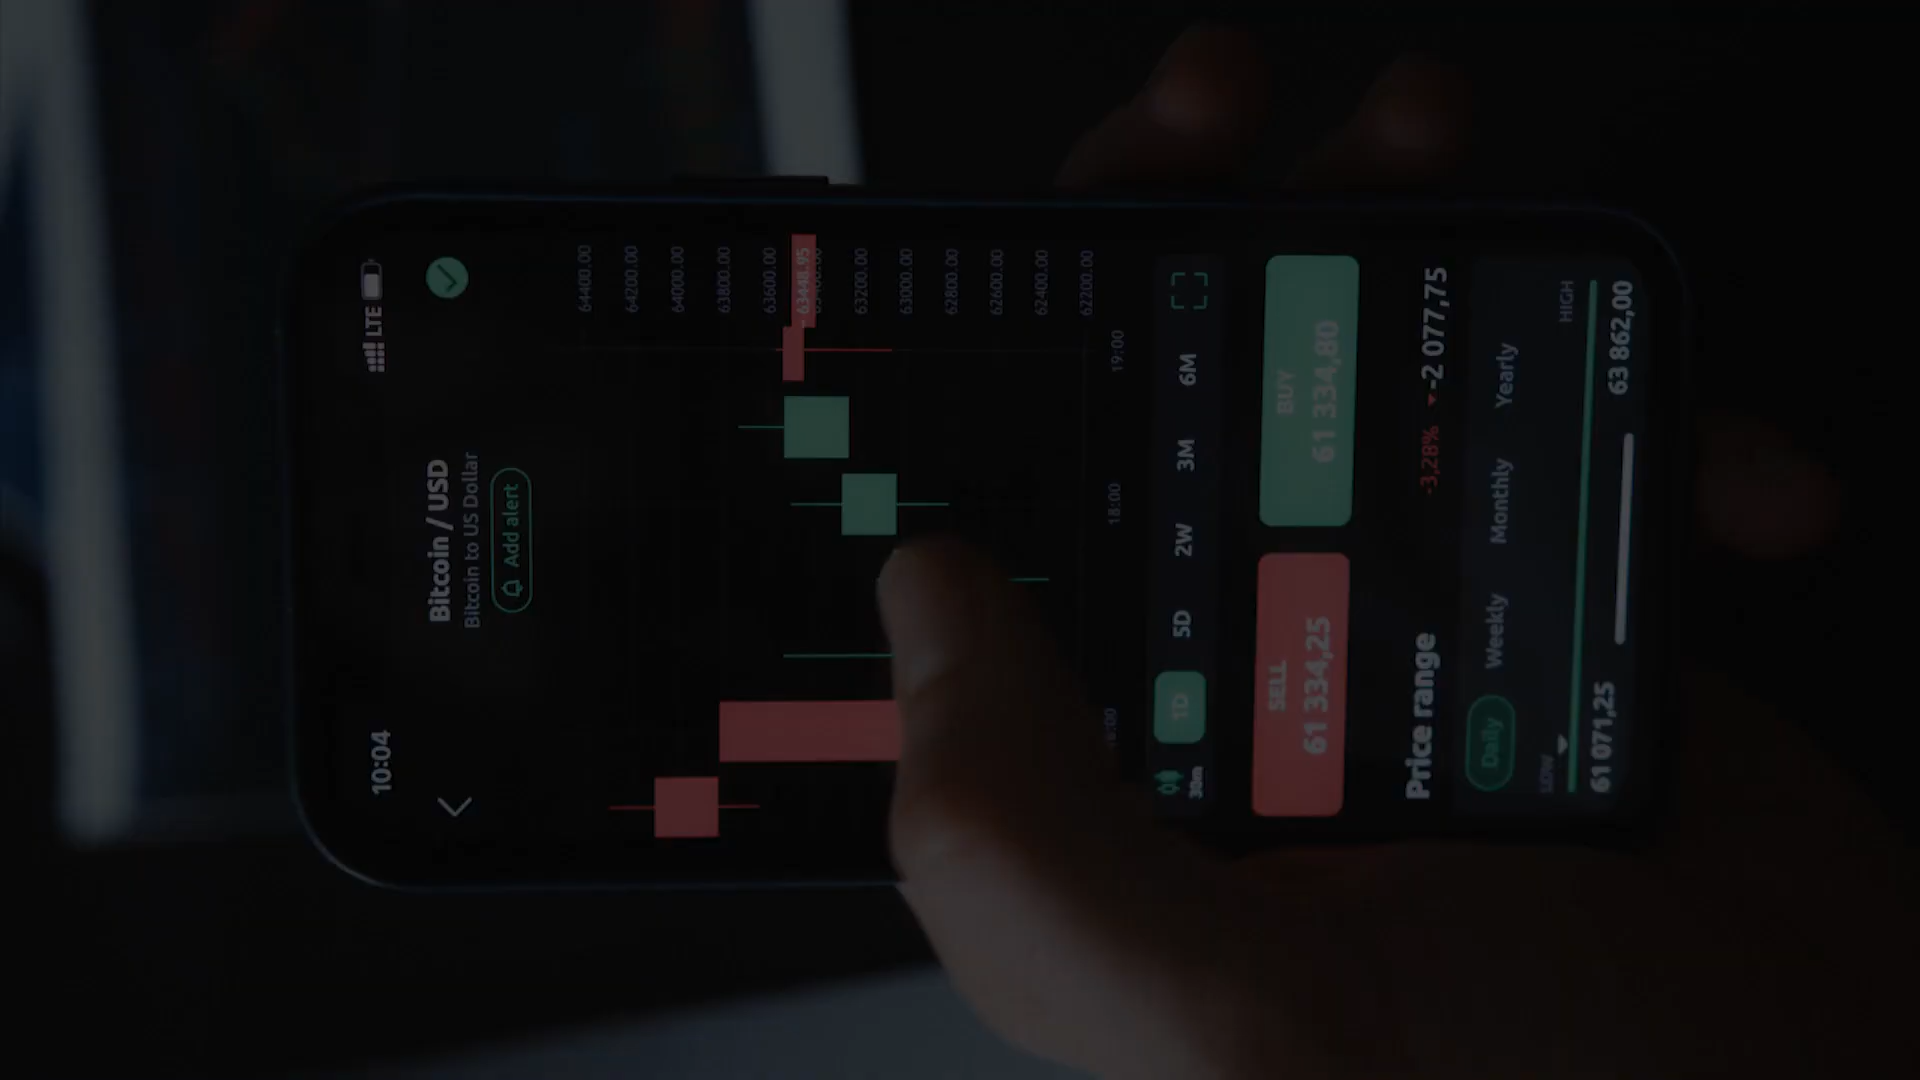 10:04
LTE
Bitcoin / USD
Bitcoin to US Dollar
Add alert
64400.00
64200.00
64000.00
63800.00
63600.00
63448.95
63200.00
63000.00
62800.00
62600.00
62400.00
62200.00
18:00
19:00
30m
1D
5D
2W
3M
6M
SELL
61 334,25
BUY
61 334,80
Price range
-3,28%
-2 077,75
Daily
Weekly
Monthly
Yearly
LOW
HIGH
61 071,25
63 862,00